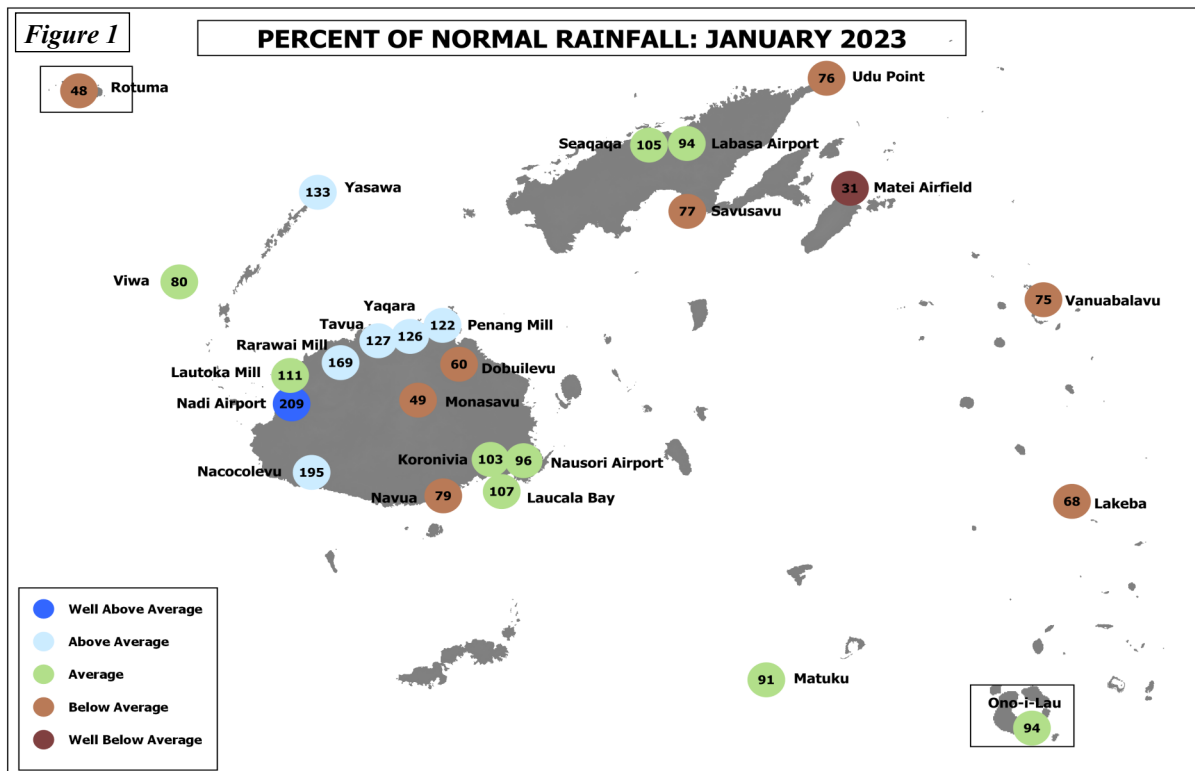 Figure 1
PERCENT OF NORMAL RAINFALL: JANUARY 2023
48 Rotuma
76 Udu Point
Seaqaqa 105 94 Labasa Airport
133 Yasawa
31 Matei Airfield
77 Savusavu
Viwa 80
75 Vanuabalavu
Yaqara
Tavua 127 126 122 Penang Mill
Rarawai Mill 169
60 Dobuilevu
Lautoka Mill 111
Nadi Airport 209
49 Monasavu
Koronivia 103 96 Nausori Airport
Nacocolevu 195
Navua 79 107 Laucala Bay
68 Lakeba
Well Above Average
Above Average
Average
Below Average
Well Below Average
91 Matuku
Ono-i-Lau
94